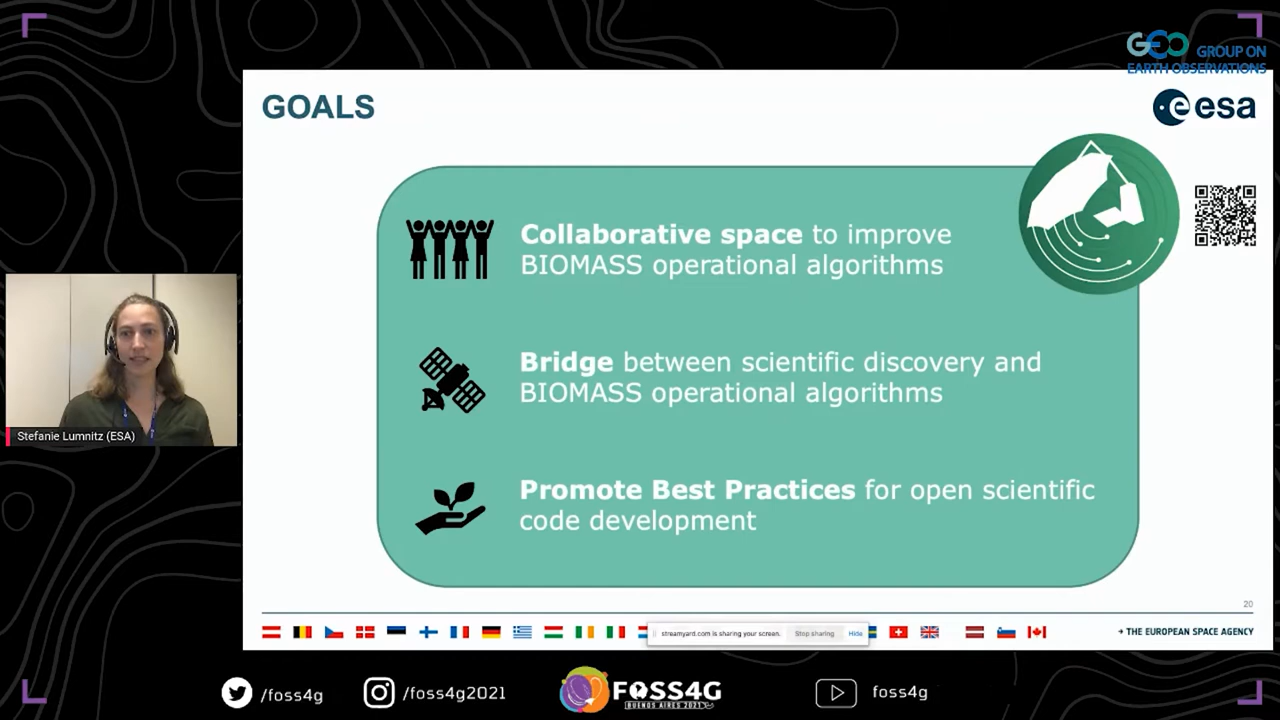 GEO GROUP ON
EARTH OBSERVATIONS
GOALS
esa
Collaborative space to improve
BIOMASS operational algorithms
Bridge between scientific discovery and
BIOMASS operational algorithms
Promote Best Practices for open scientific
code development
Stefanie Lumnitz (ESA)
20
streamyard.com is sharing your screen. Stop sharing Hide
→ THE EUROPEAN SPACE AGENCY
/foss4g
/foss4g2021
FOSS4G
BUENOS AIRES 2021
foss4g